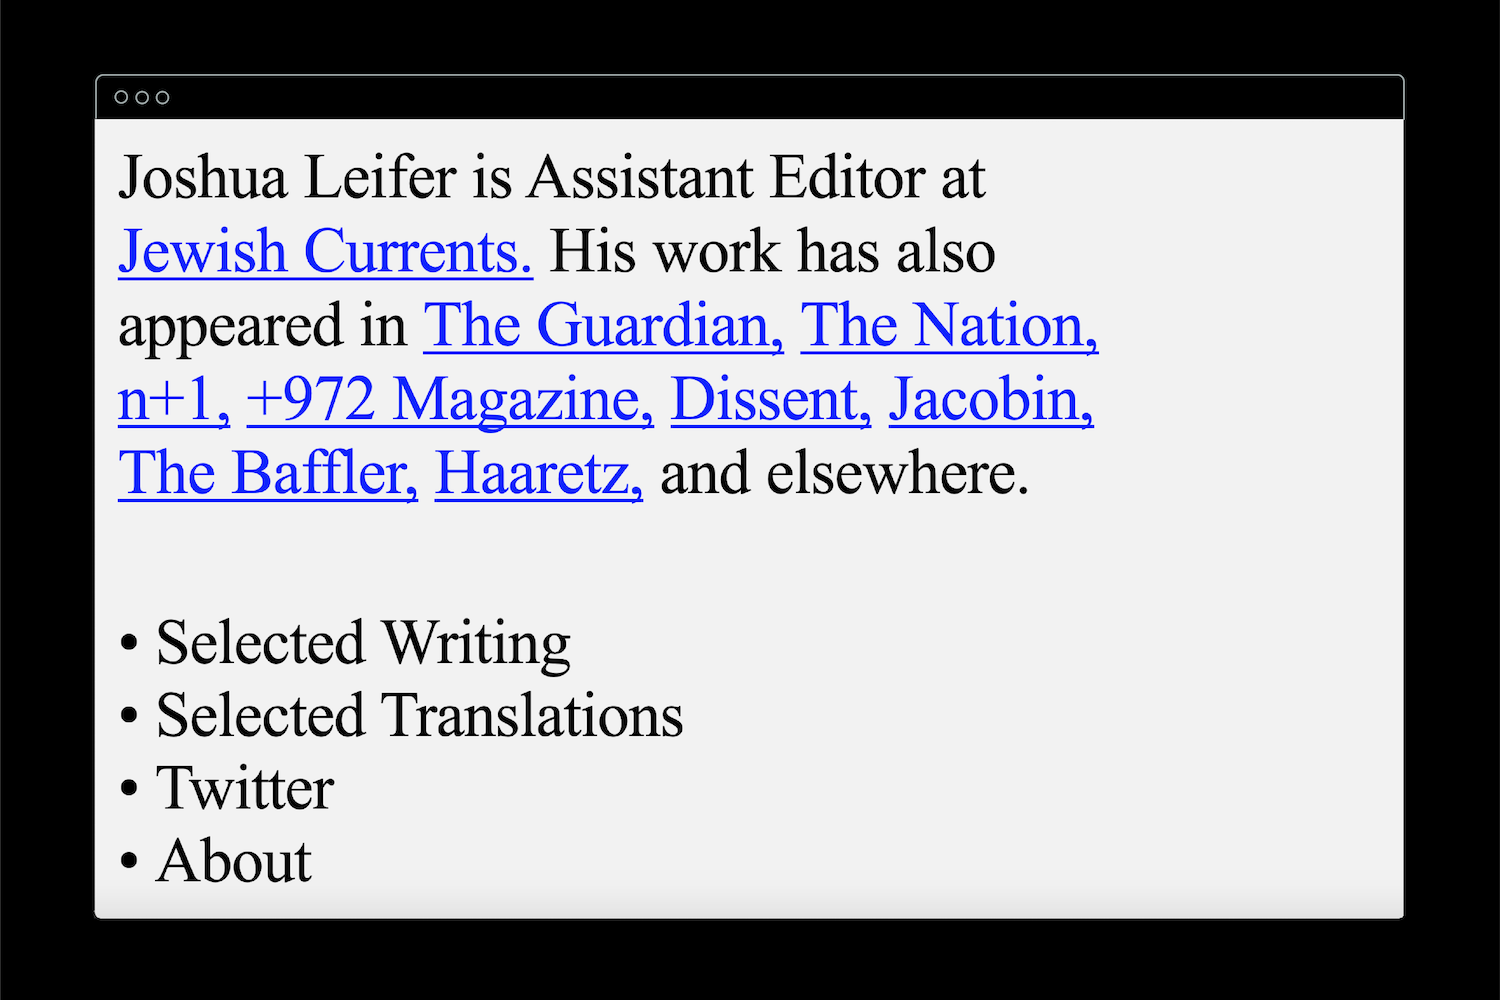 Joshua Leifer is Assistant Editor at
Jewish Currents. His work has also
appeared in The Guardian, The Nation,
n+1, +972 Magazine, Dissent, Jacobin,
The Baffler, Haaretz, and elsewhere.
• Selected Writing
• Selected Translations
• Twitter
• About